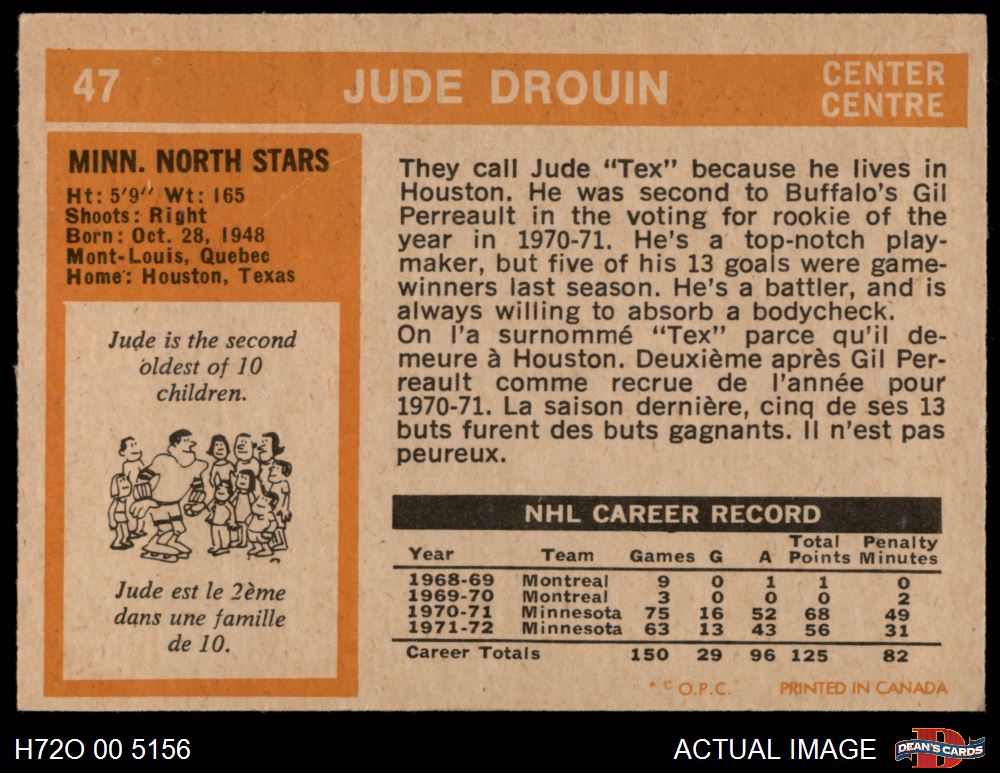 47
JUDE DROUIN
CENTER
CENTRE
MINN. NORTH STARS
Ht: 5'9" Wt: 165
Shoots: Right
Born: Oct. 28, 1948
Mont-Louis, Quebec
Home: Houston, Texas
Jude is the second
oldest of 10
children.
Jude est le 2ème
dans une famille
de 10.
They call Jude "Tex" because he lives in
Houston. He was second to Buffalo's Gil
Perreault in the voting for rookie of the
year in 1970-71. He's a top-notch play-
maker, but five of his 13 goals were game-
winners last season. He's a battler, and is
always willing to absorb a bodycheck.
On l'a surnommé "Tex" parce qu'il de-
meure à Houston. Deuxième après Gil Per-
reault comme recrue de l'année pour
1970-71. La saison dernière, cinq de ses 13
buts furent des buts gagnants. Il n'est pas
peureux.
NHL CAREER RECORD
Year Team Games G A Total Points Penalty Minutes
1968-69 Montreal 9 0 1 1 0
1969-70 Montreal 3 0 0 0 2
1970-71 Minnesota 75 16 52 68 49
1971-72 Minnesota 63 13 43 56 31
Career Totals 150 29 96 125 82
* © O.P.C. PRINTED IN CANADA
H72O 00 5156
ACTUAL IMAGE
DEAN'S CARDS